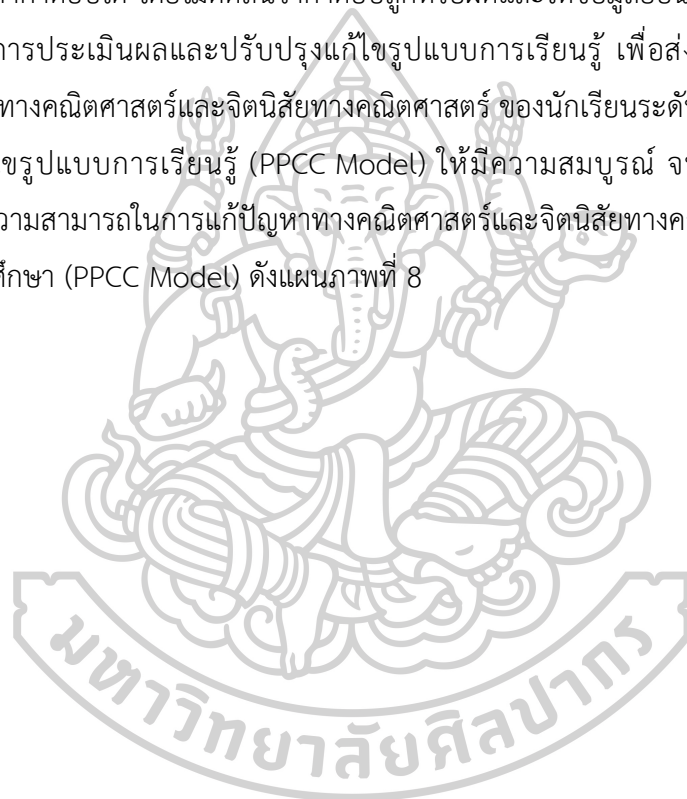 การประเมินผลและปรับปรุงแก้ไขรูปแบบการเรียนรู้ เพื่อส่ง
ทางคณิตศาสตร์และจิตนิสัยทางคณิตศาสตร์ ของนักเรียนระดั
ขรูปแบบการเรียนรู้ (PPCC Model) ให้มีความสมบูรณ์ จ
วามสามารถในการแก้ปัญหาทางคณิตศาสตร์และจิตนิสัยทางค
ศึกษา (PPCC Model) ดังแผนภาพที่ 8
มหาวิทยาลัยศิลปากร